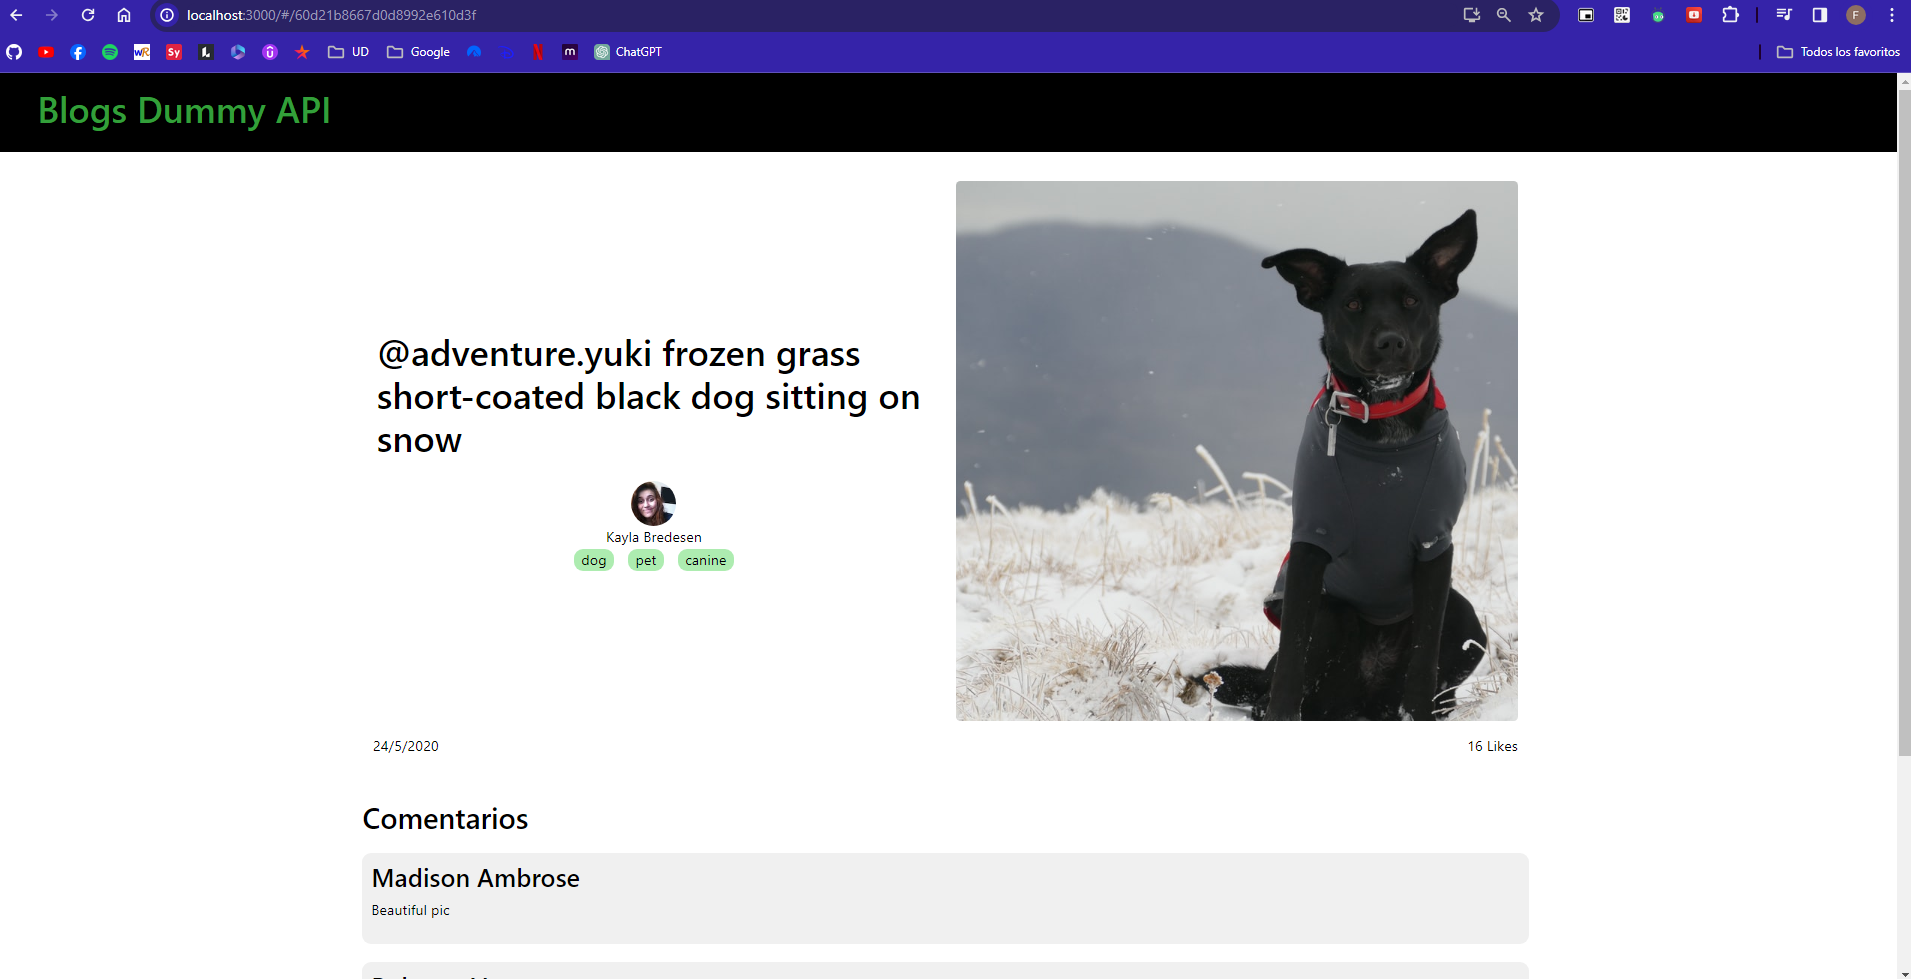 localhost:3000/#/60d21b8667d0d8992e610d3f
UD
Google
ChatGPT
Todos los favoritos
Blogs Dummy API
@adventure.yuki frozen grass
short-coated black dog sitting on
snow
Kayla Bredesen
dog pet canine
24/5/2020
16 Likes
Comentarios
Madison Ambrose
Beautiful pic